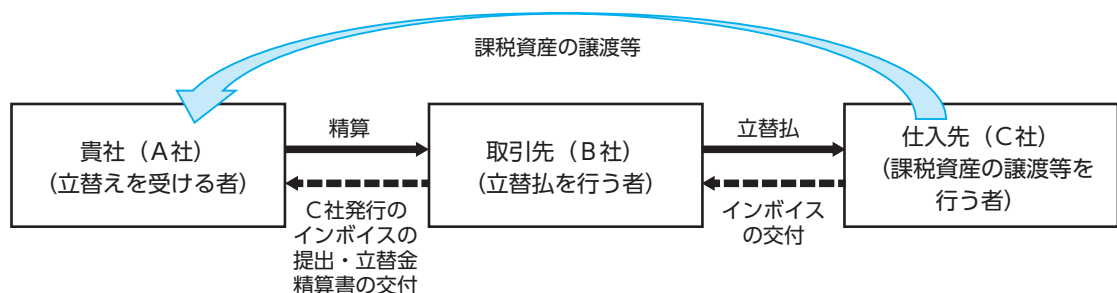 課税資産の譲渡等
貴社（A社）
（立替えを受ける者）
精算
C社発行の
インボイスの
提出・立替金
精算書の交付
取引先（B社）
（立替払を行う者）
立替払
インボイス
の交付
仕入先（C社）
（課税資産の譲渡等を
行う者）